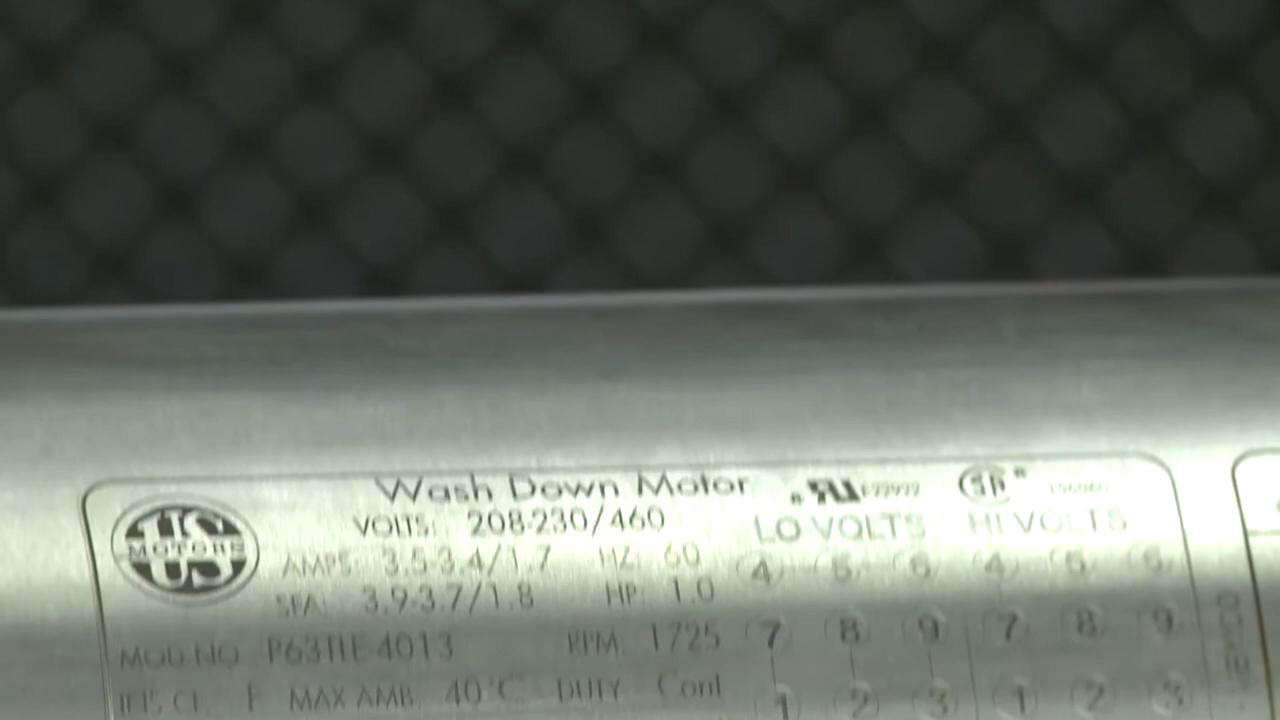 Wash Down Motor
US
MOTORS
VOLTS: 208-230/460
LO VOLTS HI VOLTS
AMPS 3.5-3.4/1.7 HZ 60
4 5 6 4 5 6
SFA 3.9-3.7/1.8 HP 1.0
7 8 9 7 8 9
MOD NO RPM 1725
INS CL F MAX AMB 40°C DUTY Cont
1 2 3 1 2 3